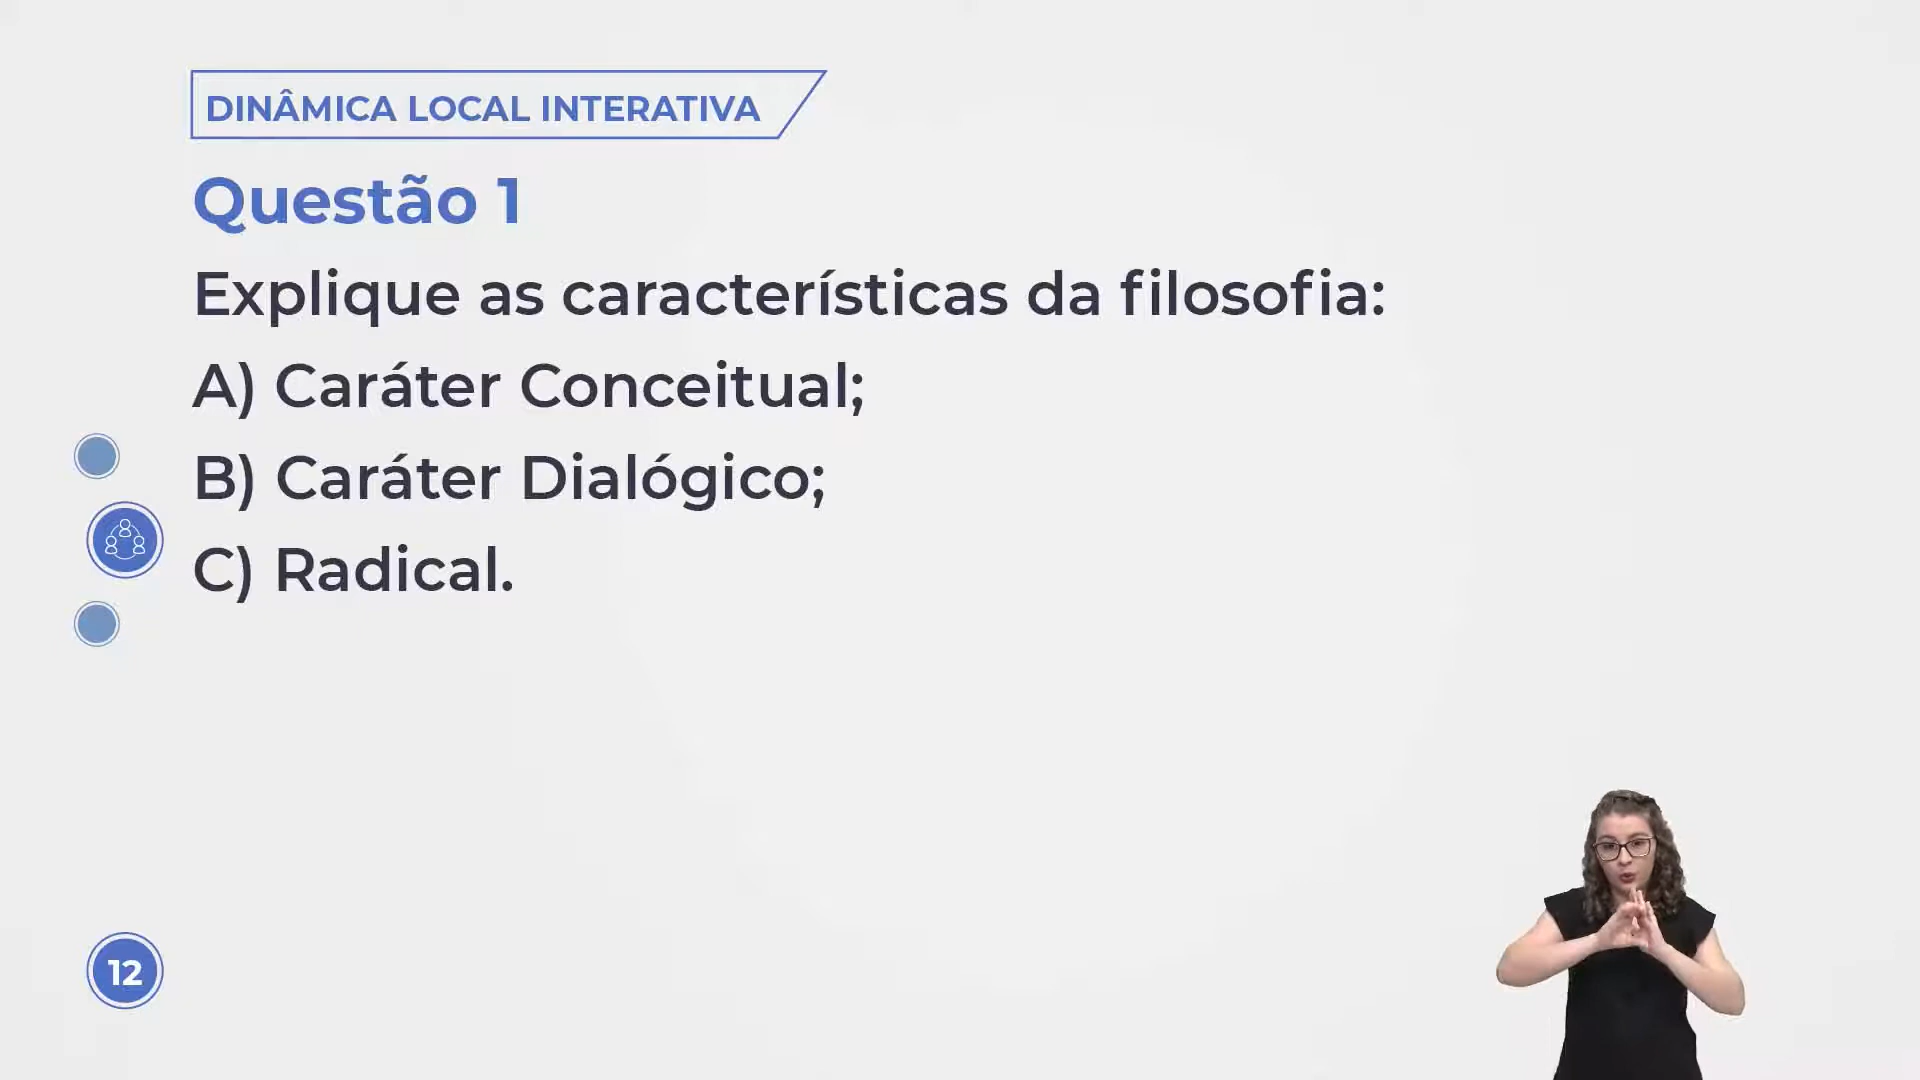 DINÂMICA LOCAL INTERATIVA
Questão 1
Explique as características da filosofia:
A) Caráter Conceitual;
B) Caráter Dialógico;
C) Radical.
12